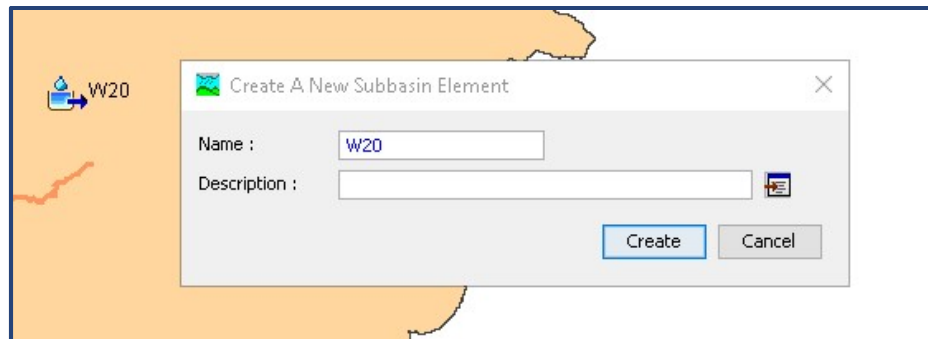 W20
Create A New Subbasin Element
Name :
W20
Description :
Create
Cancel